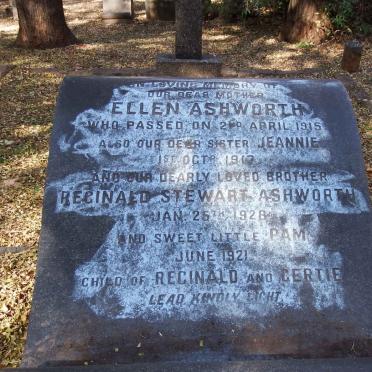 IN LOVING MEMORY OF
OUR DEAR MOTHER
ELLEN ASHWORTH
WHO PASSED ON 2ND APRIL 1915
ALSO OUR DEAR SISTER JEANNIE
1ST OCTR 1917
AND OUR DEARLY LOVED BROTHER
REGINALD STEWART ASHWORTH
JAN. 25TH 1928
AND SWEET LITTLE PAM
JUNE 1921
CHILD OF REGINALD AND GERTIE
LEAD KINDLY LIGHT.